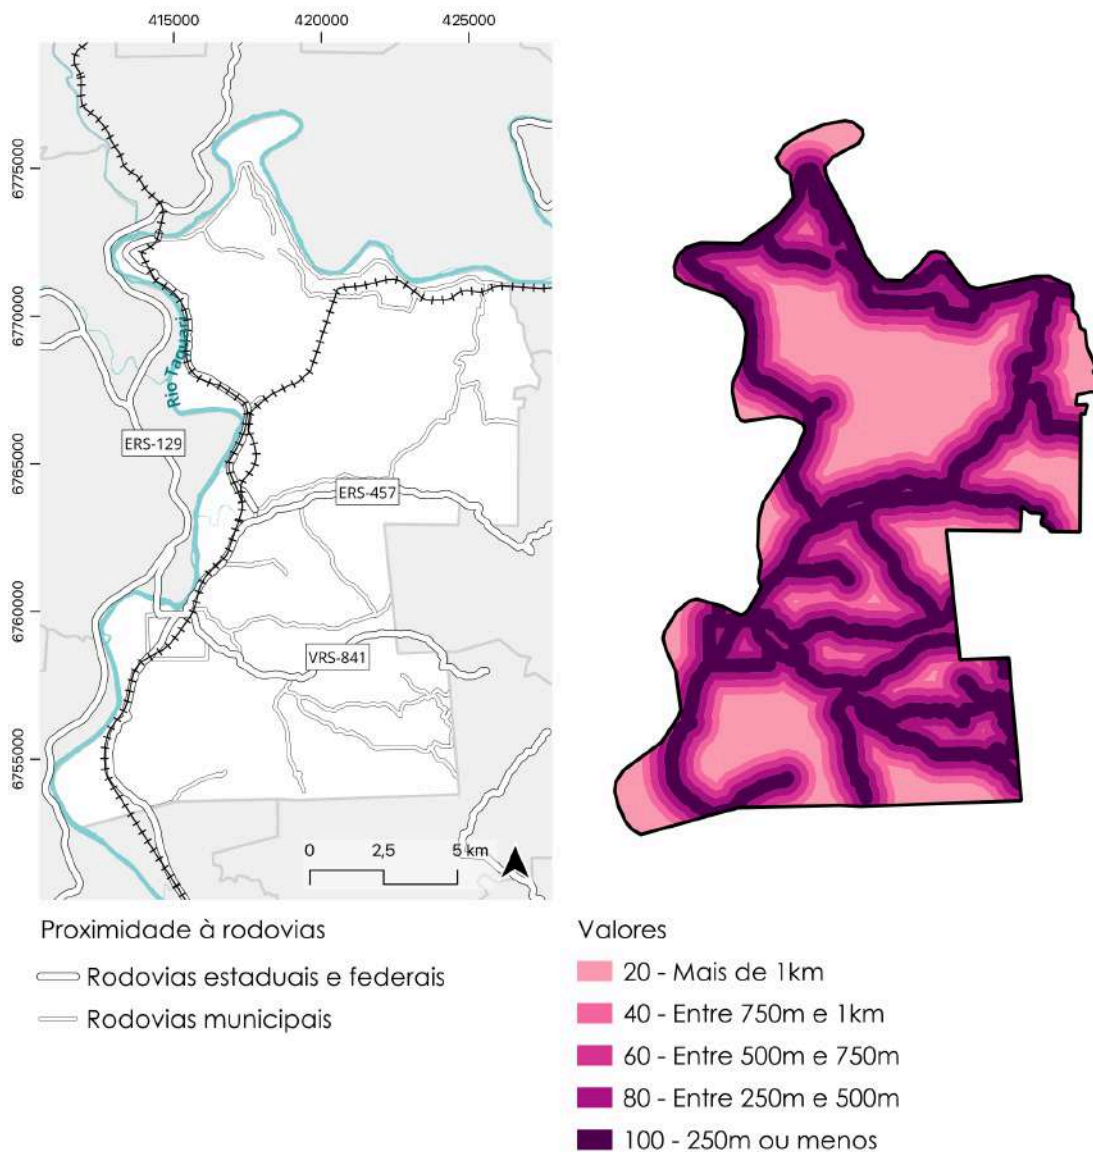 415000 420000 425000
6775000
6770000
6765000
6760000
6755000
Rio Taquari
ERS-129
ERS-457
VRS-841
0 2,5 5 km
Proximidade à rodovias
Rodovias estaduais e federais
Rodovias municipais
Valores
20 - Mais de 1km
40 - Entre 750m e 1km
60 - Entre 500m e 750m
80 - Entre 250m e 500m
100 - 250m ou menos